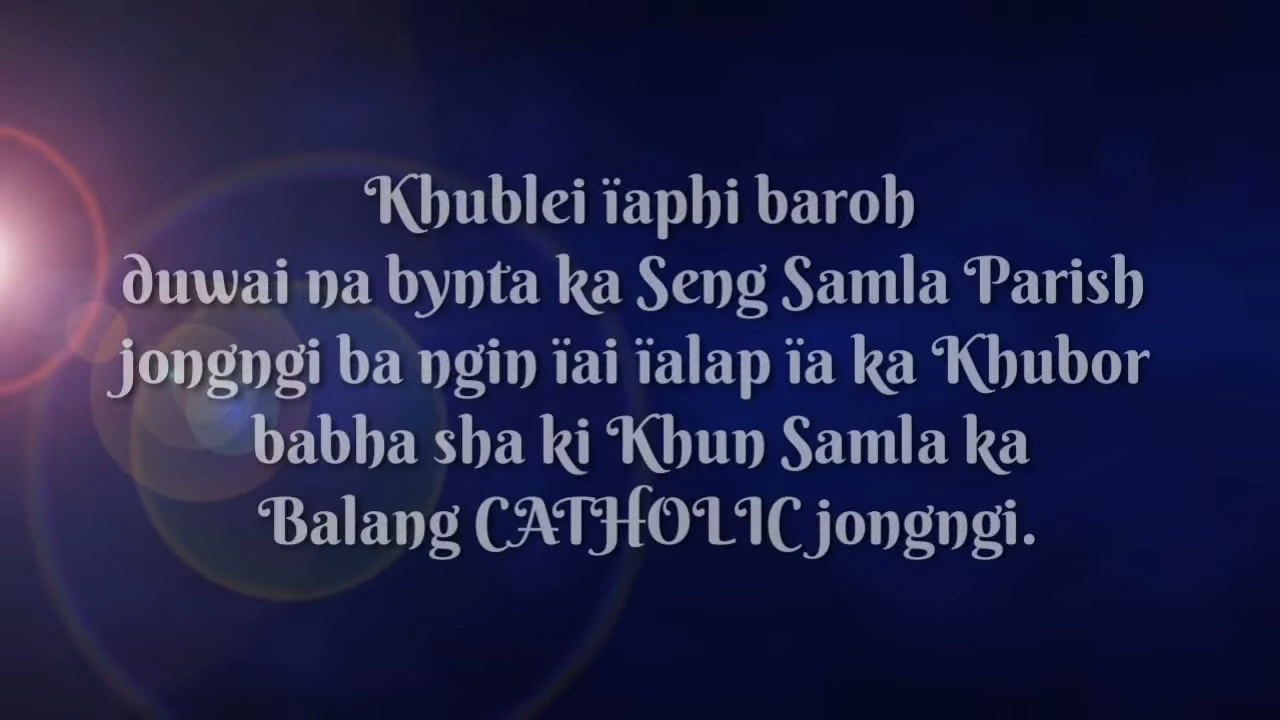 Khublei ïaphi baroh
duwai na bynta ka Seng Samla Parish
jongngi ba ngin ïai ïalap ïa ka Khubor
babha sha ki Khun Samla ka
Balang CATHOLIC jongngi.